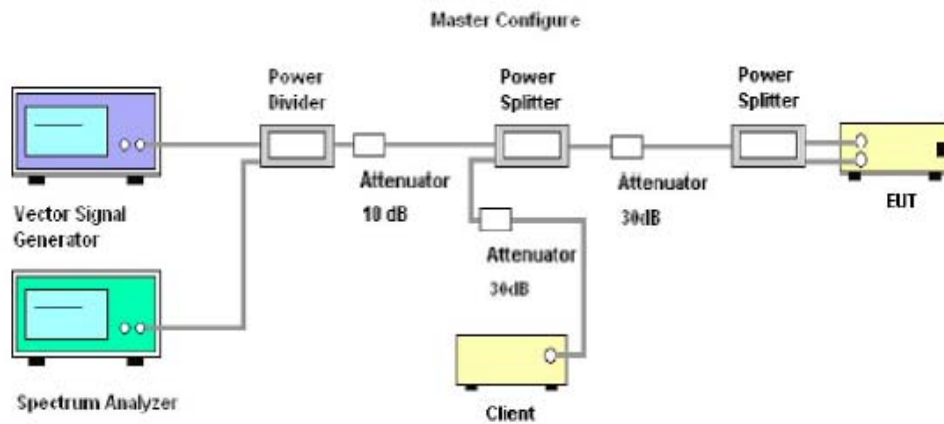 Master Configure
Power
Divider
Power
Splitter
Power
Splitter
Attenuator
10 dB
Attenuator
30dB
EUT
Vector Signal
Generator
Attenuator
30dB
Spectrum Analyzer
Client